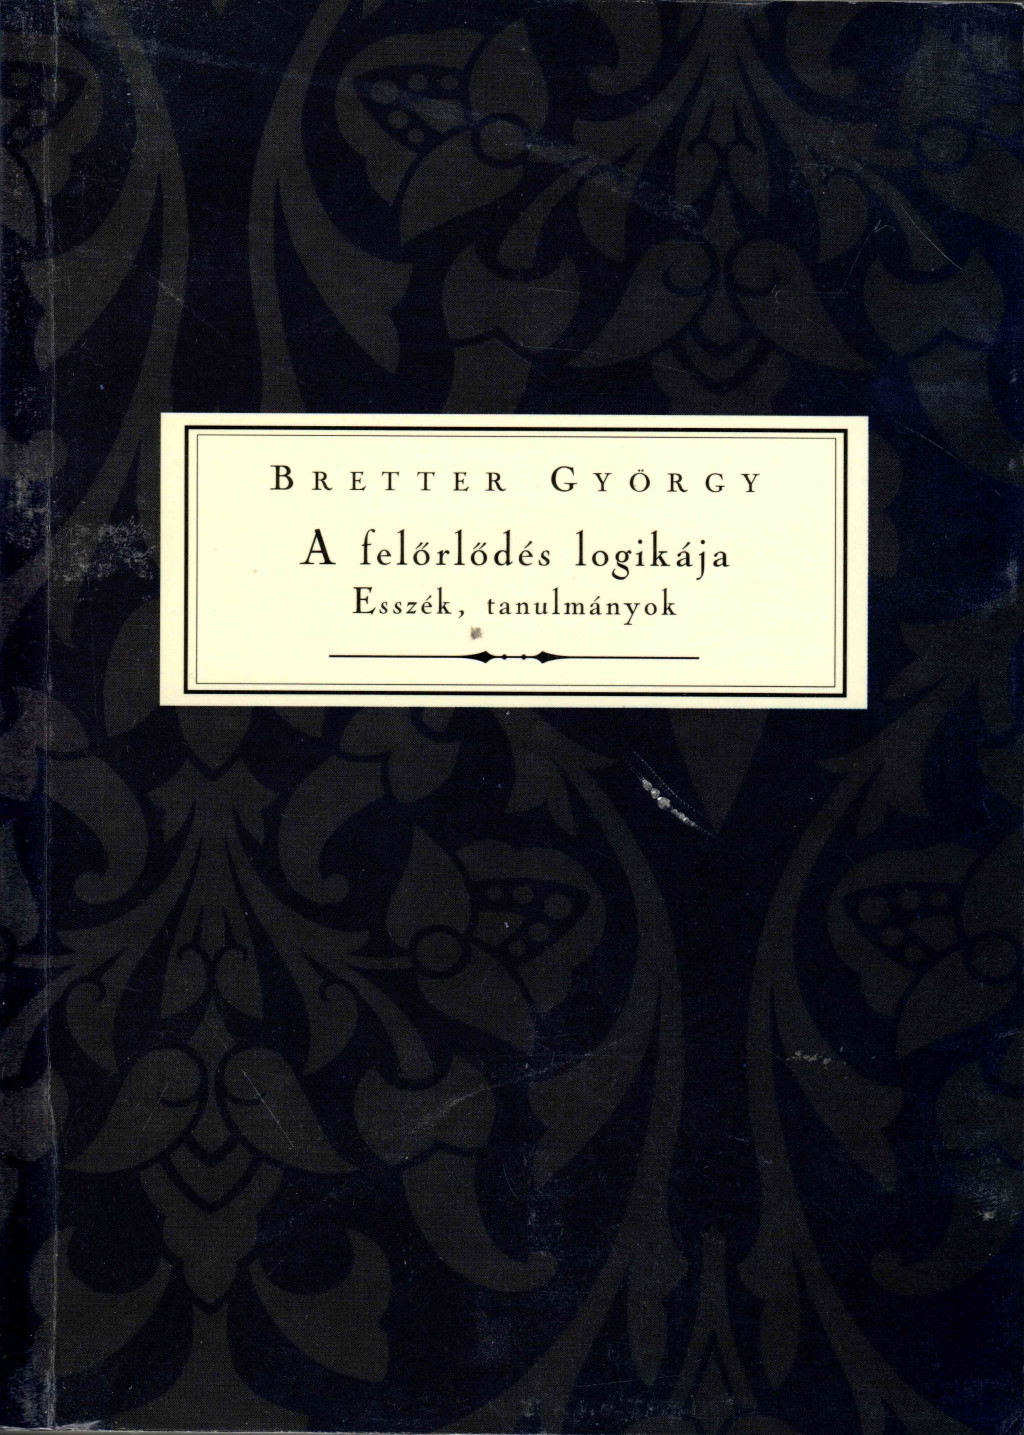 BRETTER GYÖRGY
A felőrlődés logikája
Esszék, tanulmányok